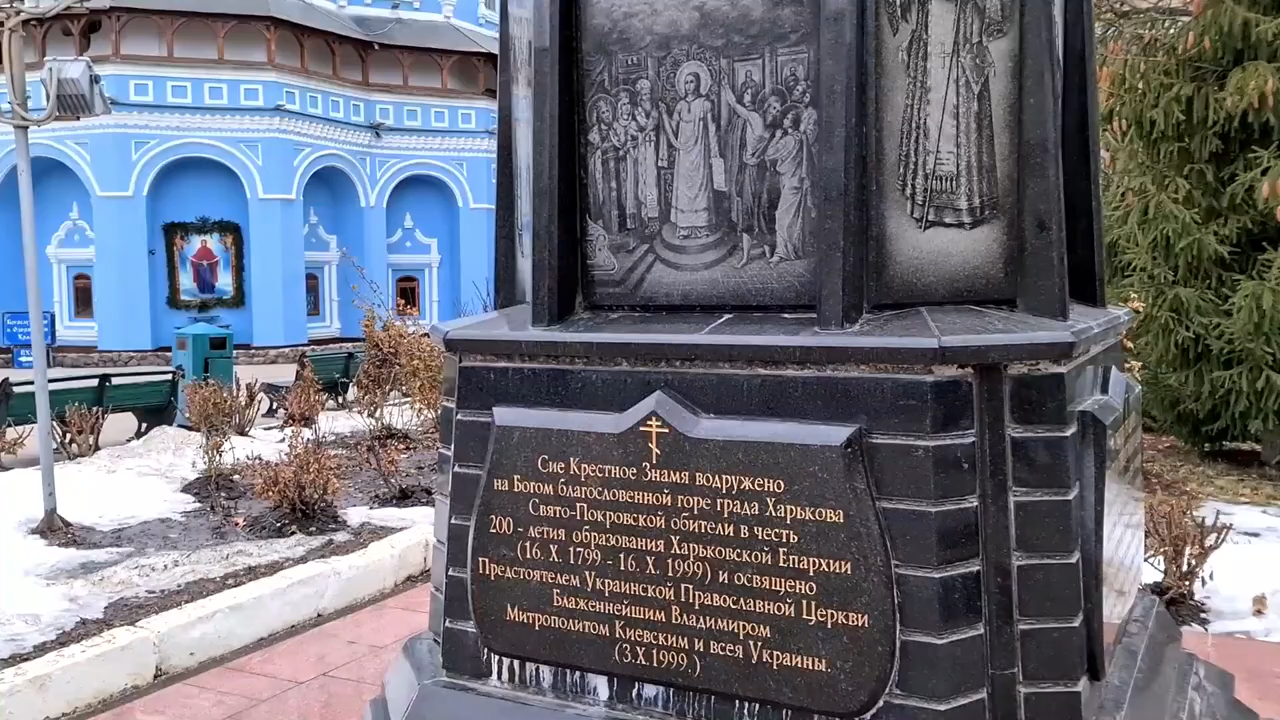 Сие Крестное Знамя водружено
на Богом благословенной горе града Харькова
Свято-Покровской обители в честь
200 - летия образования Харьковской Епархии
(16. X. 1799 - 16. X. 1999) и освящено
Предстоятелем Украинской Православной Церкви
Блаженнейшим Владимиром
Митрополитом Киевским и всея Украины.
(3.X.1999.)